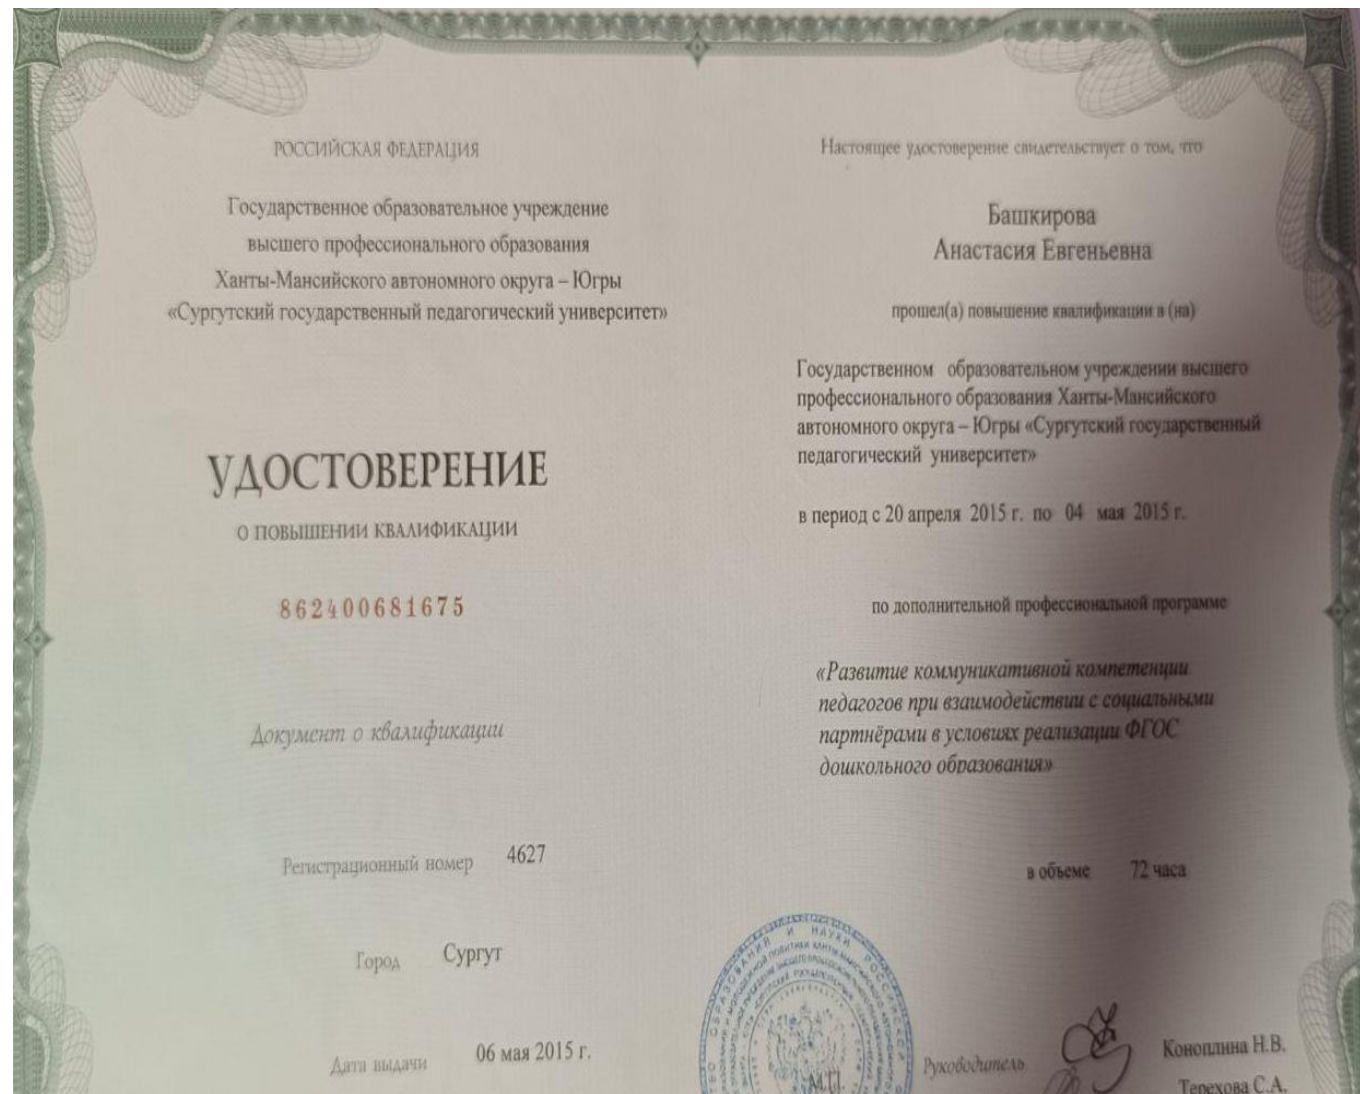 РОССИЙСКАЯ ФЕДЕРАЦИЯ
Государственное образовательное учреждение
высшего профессионального образования
Ханты-Мансийского автономного округа – Югры
«Сургутский государственный педагогический университет»
УДОСТОВЕРЕНИЕ
О ПОВЫШЕНИИ КВАЛИФИКАЦИИ
862400681675
Документ о квалификации
Регистрационный номер 4627
Город Сургут
Дата выдачи 06 мая 2015 г.
Настоящее удостоверение свидетельствует о том, что
Башкирова
Анастасия Евгеньевна
прошел(а) повышение квалификации в (на)
Государственном образовательном учреждении высшего
профессионального образования Ханты-Мансийского
автономного округа – Югры «Сургутский государственный
педагогический университет»
в период с 20 апреля 2015 г. по 04 мая 2015 г.
по дополнительной профессиональной программе
«Развитие коммуникативной компетенции
педагогов при взаимодействии с социальными
партнёрами в условиях реализации ФГОС
дошкольного образования»
в объеме 72 часа
М.П.
Руководитель Коноплина Н.В.
Терехова С.А.